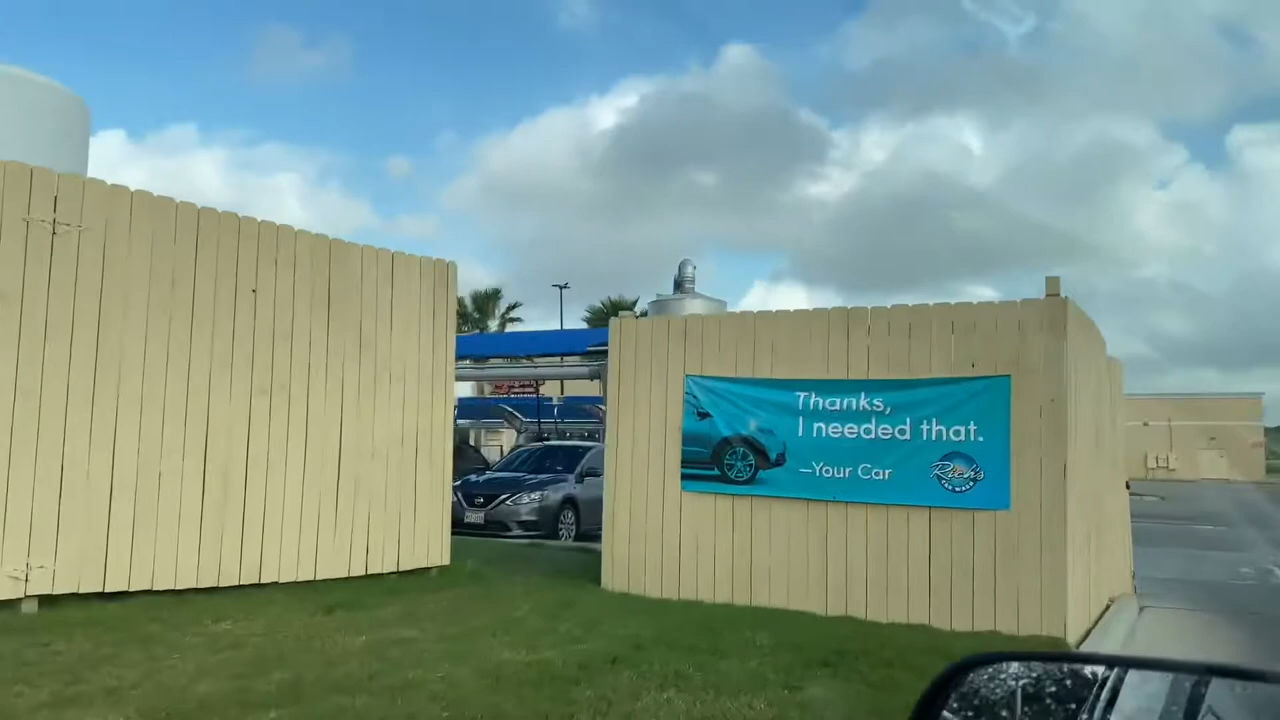 Thanks,
I needed that.
–Your Car
Rich's
CAR WASH